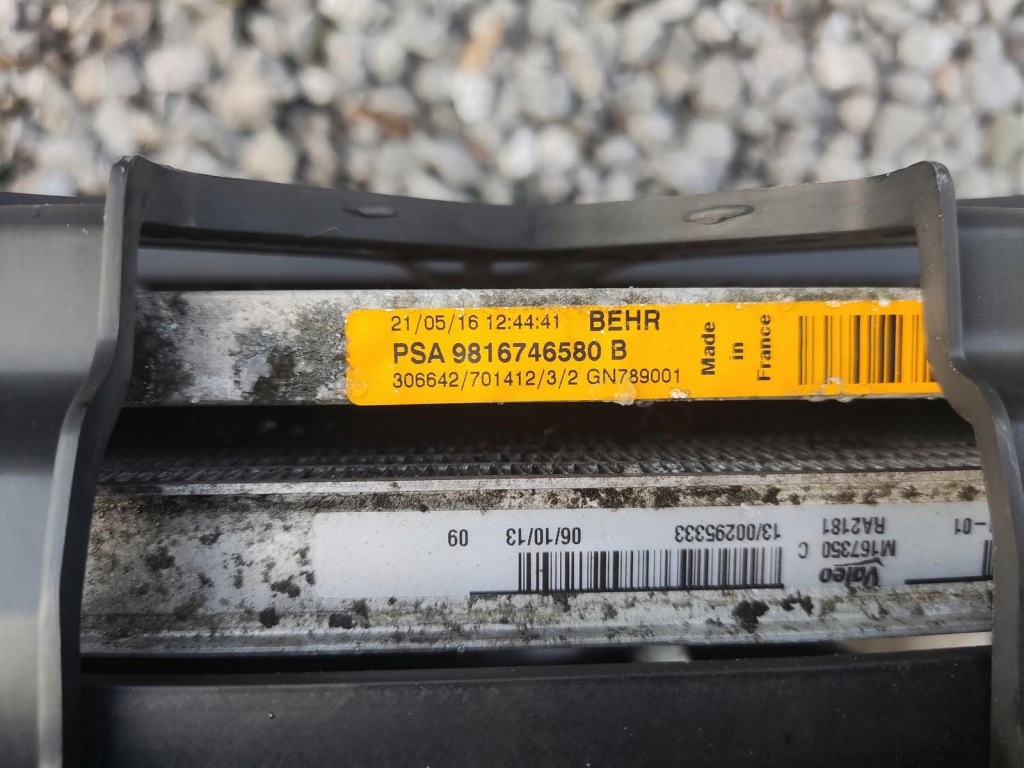 21/05/16 12:44:41 BEHR
PSA 9816746580 B
306642/701412/3/2 GN789001
Made
in
France
Valeo
M167350 C
RA2181
-01
13/00295333
06/10/13
09